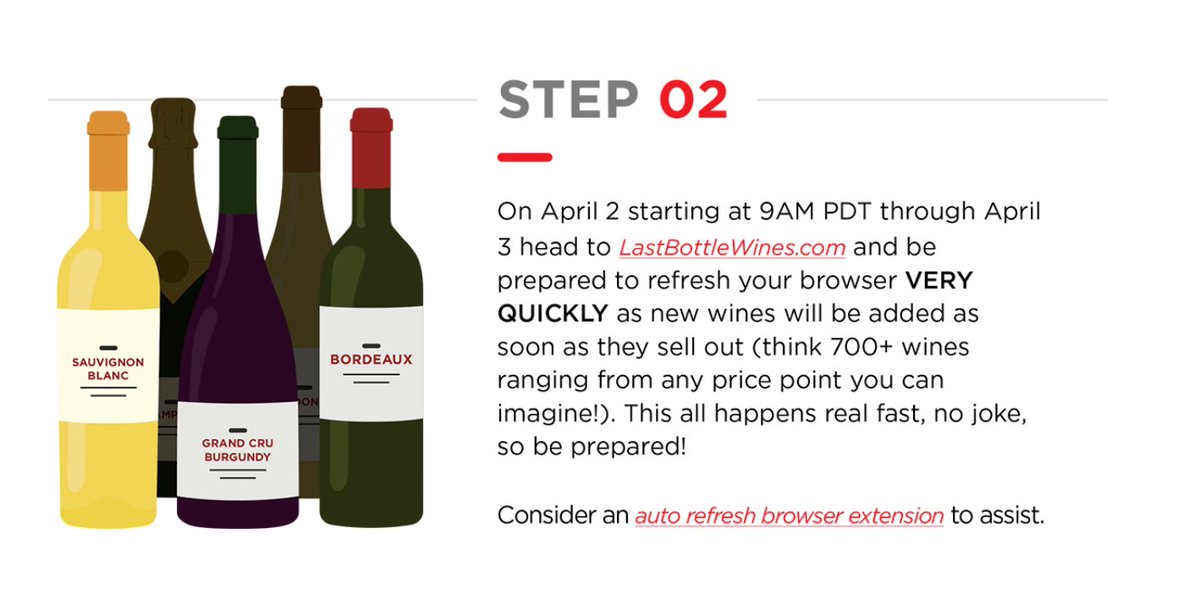 STEP 02
On April 2 starting at 9AM PDT through April
3 head to LastBottleWines.com and be
prepared to refresh your browser VERY
QUICKLY as new wines will be added as
soon as they sell out (think 700+ wines
ranging from any price point you can
imagine!). This all happens real fast, no joke,
so be prepared!
Consider an auto refresh browser extension to assist.
SAUVIGNON
BLANC
GRAND CRU
BURGUNDY
BORDEAUX